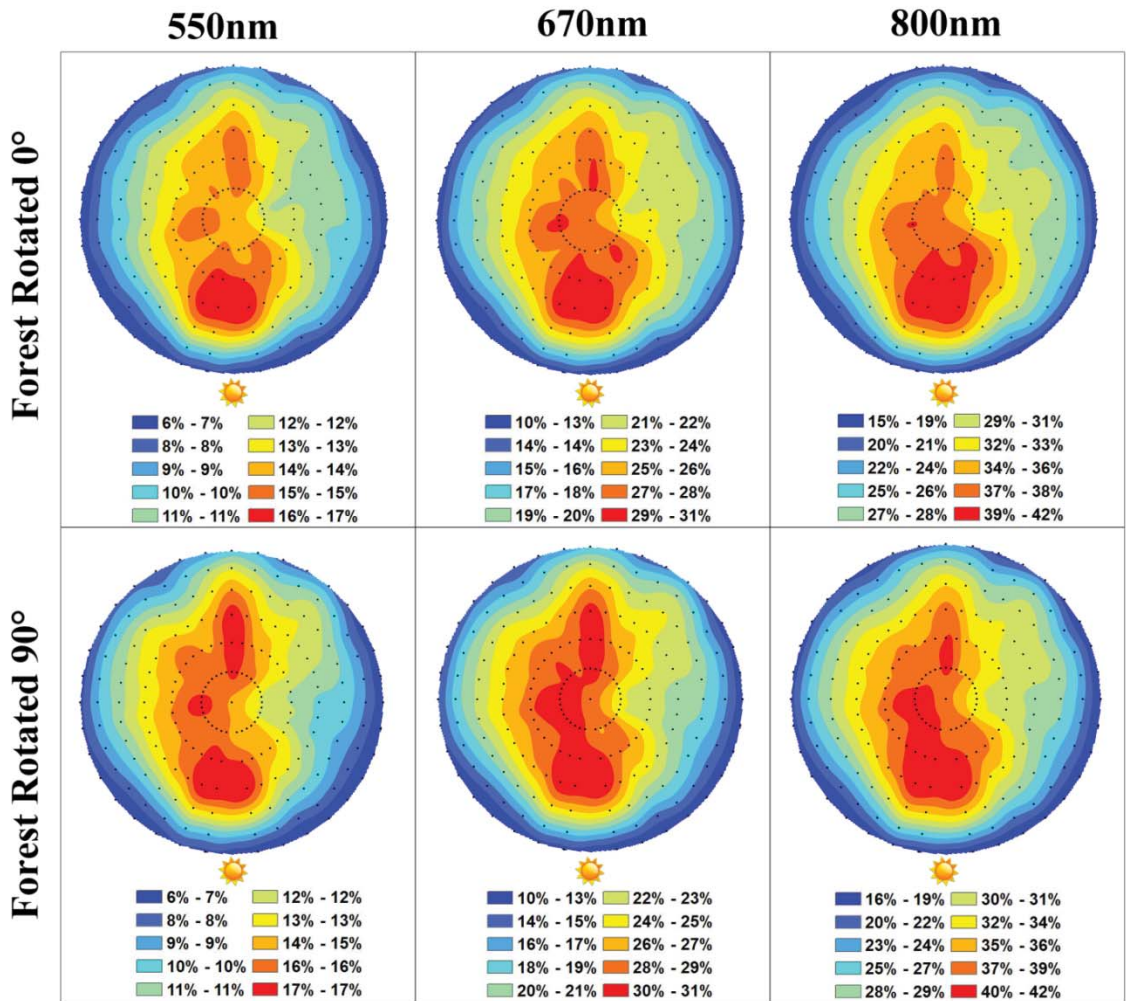 550nm 670nm 800nm
Forest Rotated 0°
6% - 7% 12% - 12%
8% - 8% 13% - 13%
9% - 9% 14% - 14%
10% - 10% 15% - 15%
11% - 11% 16% - 17%
10% - 13% 21% - 22%
14% - 14% 23% - 24%
15% - 16% 25% - 26%
17% - 18% 27% - 28%
19% - 20% 29% - 31%
15% - 19% 29% - 31%
20% - 21% 32% - 33%
22% - 24% 34% - 36%
25% - 26% 37% - 38%
27% - 28% 39% - 42%
Forest Rotated 90°
6% - 7% 12% - 12%
8% - 8% 13% - 13%
9% - 9% 14% - 15%
10% - 10% 16% - 16%
11% - 11% 17% - 17%
10% - 13% 22% - 23%
14% - 15% 24% - 25%
16% - 17% 26% - 27%
18% - 19% 28% - 29%
20% - 21% 30% - 31%
16% - 19% 30% - 31%
20% - 22% 32% - 34%
23% - 24% 35% - 36%
25% - 27% 37% - 39%
28% - 29% 40% - 42%